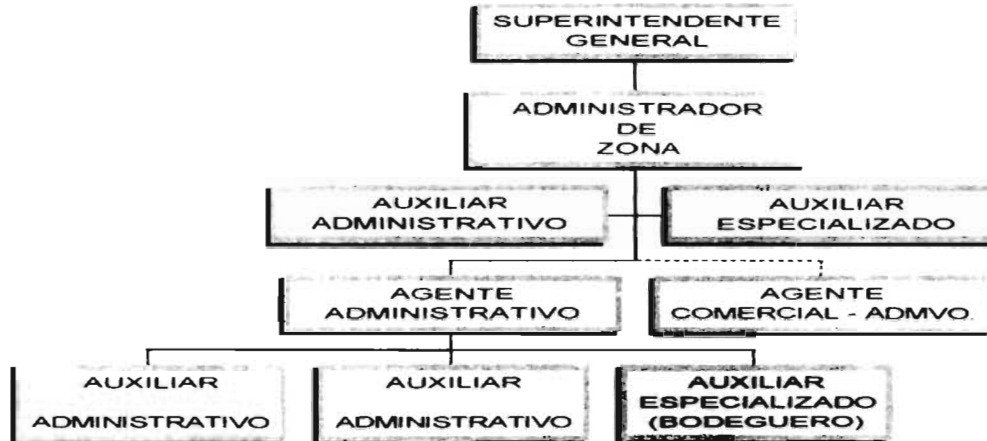 SUPERINTENDENTE
GENERAL
ADMINISTRADOR
DE
ZONA
AUXILIAR
ADMINISTRATIVO
AUXILIAR
ESPECIALIZADO
AGENTE
ADMINISTRATIVO
AGENTE
COMERCIAL - ADMVO.
AUXILIAR
ADMINISTRATIVO
AUXILIAR
ADMINISTRATIVO
AUXILIAR
ESPECIALIZADO
(BODEGUERO)